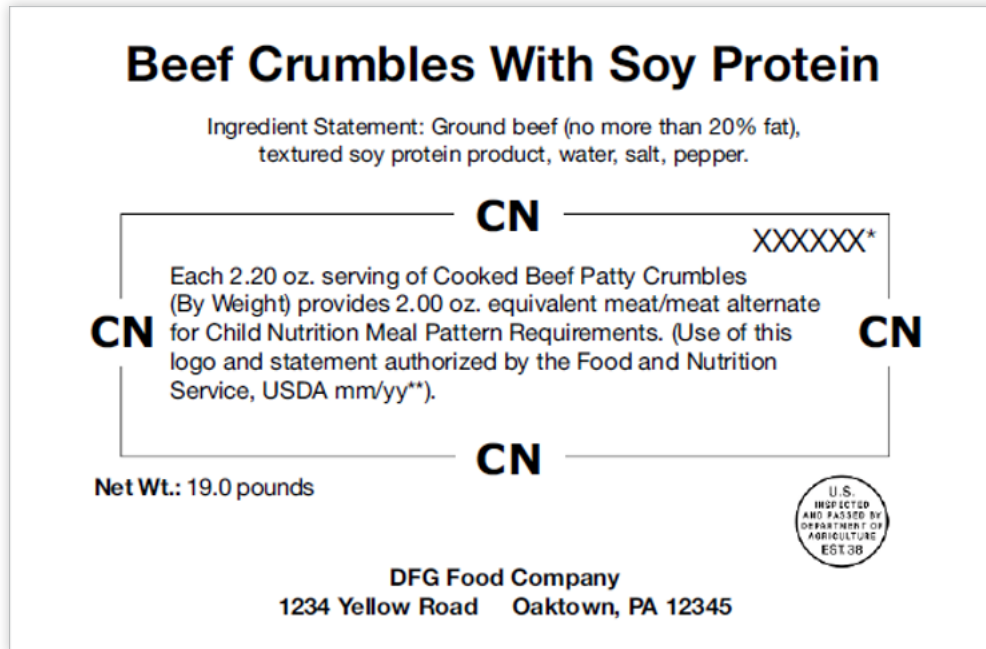 Beef Crumbles With Soy Protein
Ingredient Statement: Ground beef (no more than 20% fat),
textured soy protein product, water, salt, pepper.
CN
XXXXXX*
Each 2.20 oz. serving of Cooked Beef Patty Crumbles
(By Weight) provides 2.00 oz. equivalent meat/meat alternate
CN for Child Nutrition Meal Pattern Requirements. (Use of this CN
logo and statement authorized by the Food and Nutrition
Service, USDA mm/yy**).
CN
Net Wt.: 19.0 pounds
U.S.
INSPECTED
AND PASSED BY
DEPARTMENT OF
AGRICULTURE
EST.38
DFG Food Company
1234 Yellow Road Oaktown, PA 12345